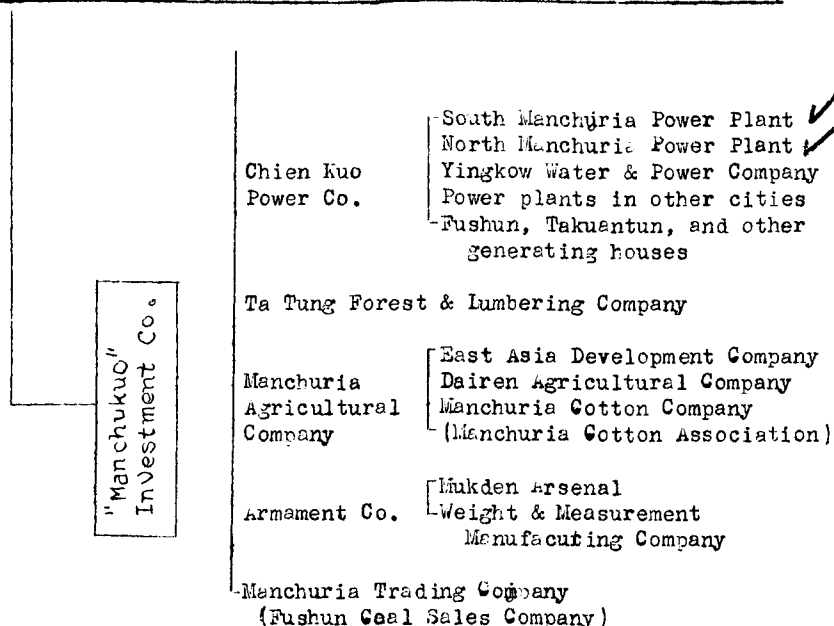 "Manchukuo"
Investment Co.
Chien Kuo
Power Co.
South Manchuria Power Plant
North Manchuria Power Plant
Yingkow Water & Power Company
Power plants in other cities
Fushun, Takuantun, and other
generating houses
Ta Tung Forest & Lumbering Company
Manchuria
Agricultural
Company
East Asia Development Company
Dairen Agricultural Company
Manchuria Cotton Company
(Manchuria Cotton Association)
Armament Co.
Mukden Arsenal
Weight & Measurement
Manufacuting Company
Manchuria Trading Company
(Fushun Coal Sales Company)